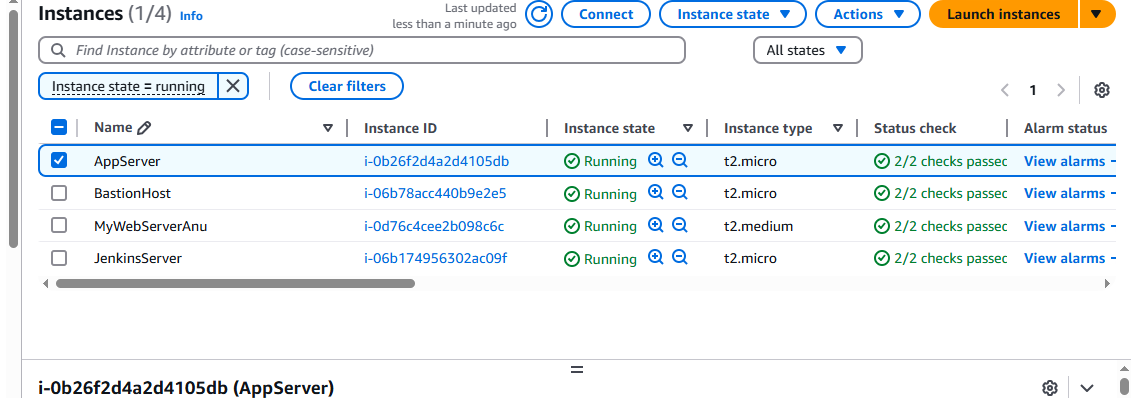 Instances (1/4) Info
Last updated
less than a minute ago
Connect
Instance state
Actions
Launch instances
Find Instance by attribute or tag (case-sensitive)
All states
Instance state = running
Clear filters
1
Name Instance ID Instance state Instance type Status check Alarm status
AppServer i-0b26f2d4a2d4105db Running t2.micro 2/2 checks passec View alarms
BastionHost i-06b78acc440b9e2e5 Running t2.micro 2/2 checks passec View alarms
MyWebServerAnu i-0d76c4cee2b098c6c Running t2.medium 2/2 checks passec View alarms
JenkinsServer i-06b174956302ac09f Running t2.micro 2/2 checks passec View alarms
i-0b26f2d4a2d4105db (AppServer)